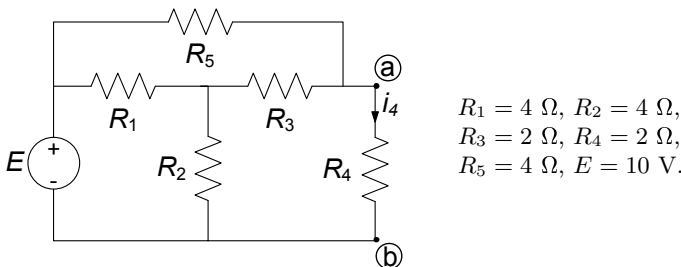 R5
a
R1
R3
i4
E
+
-
R2
R4
b
R1 = 4 Ω, R2 = 4 Ω,
R3 = 2 Ω, R4 = 2 Ω,
R5 = 4 Ω, E = 10 V.